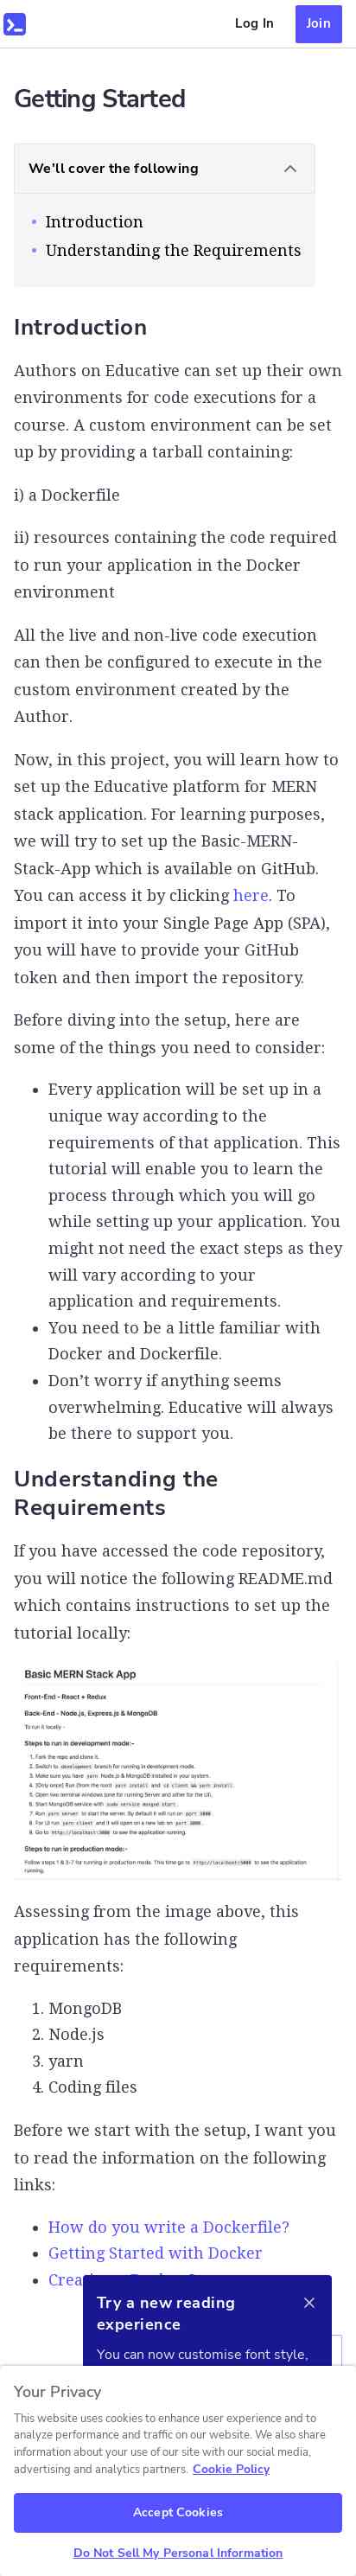 Log In
Join
Getting Started
We'll cover the following
Introduction
Understanding the Requirements
Introduction
Authors on Educative can set up their own
environments for code executions for a
course. A custom environment can be set
up by providing a tarball containing:
i) a Dockerfile
ii) resources containing the code required
to run your application in the Docker
environment
All the live and non-live code execution
can then be configured to execute in the
custom environment created by the
Author.
Now, in this project, you will learn how to
set up the Educative platform for MERN
stack application. For learning purposes,
we will try to set up the Basic-MERN-
Stack-App which is available on GitHub.
You can access it by clicking here. To
import it into your Single Page App (SPA),
you will have to provide your GitHub
token and then import the repository.
Before diving into the setup, here are
some of the things you need to consider:
Every application will be set up in a
unique way according to the
requirements of that application. This
tutorial will enable you to learn the
process through which you will go
while setting up your application. You
might not need the exact steps as they
will vary according to your
application and requirements.
You need to be a little familiar with
Docker and Dockerfile.
Don't worry if anything seems
overwhelming. Educative will always
be there to support you.
Understanding the
Requirements
If you have accessed the code repository,
you will notice the following README.md
which contains instructions to set up the
tutorial locally:
Basic MERN Stack App
Front-End - React + Redux
Back-End - Node.js, Express.js & MongoDB
To run it locally -
Steps to run in development mode:-
1. Fork the repo and clone it.
2. Switch to development branch for running in development mode.
3. Make sure you have yarn Node.js & MongoDB installed in your system.
4. [Only once] Run (from the root) yarn install and cd client && yarn install.
5. Open two terminal windows (one for running Server and other for the UI).
6. Start MongoDB service with sudo service mongod start.
7. Run yarn server to start the server. By default it will run on port 5000.
8. For UI run yarn client and it will open on a new tab on port 3000.
9. Go to http://localhost:3000 to see the application running.
Steps to run in production mode:-
Follow steps 1 & 3-7 for running in production mode. This time go to http://localhost:5000 to see the application
running.
Assessing from the image above, this
application has the following
requirements:
1. MongoDB
2. Node.js
3. yarn
4. Coding files
Before we start with the setup, I want you
to read the information on the following
links:
How do you write a Dockerfile?
Getting Started with Docker
Try a new reading
experience
You can now customise font style,
Your Privacy
This website uses cookies to enhance user experience and to
analyze performance and traffic on our website. We also share
information about your use of our site with our social media,
advertising and analytics partners. Cookie Policy
Accept Cookies
Do Not Sell My Personal Information